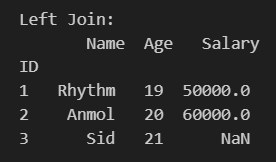 Left Join:
Name Age Salary
ID
1 Rhythm 19 50000.0
2 Anmol 20 60000.0
3 Sid 21 NaN